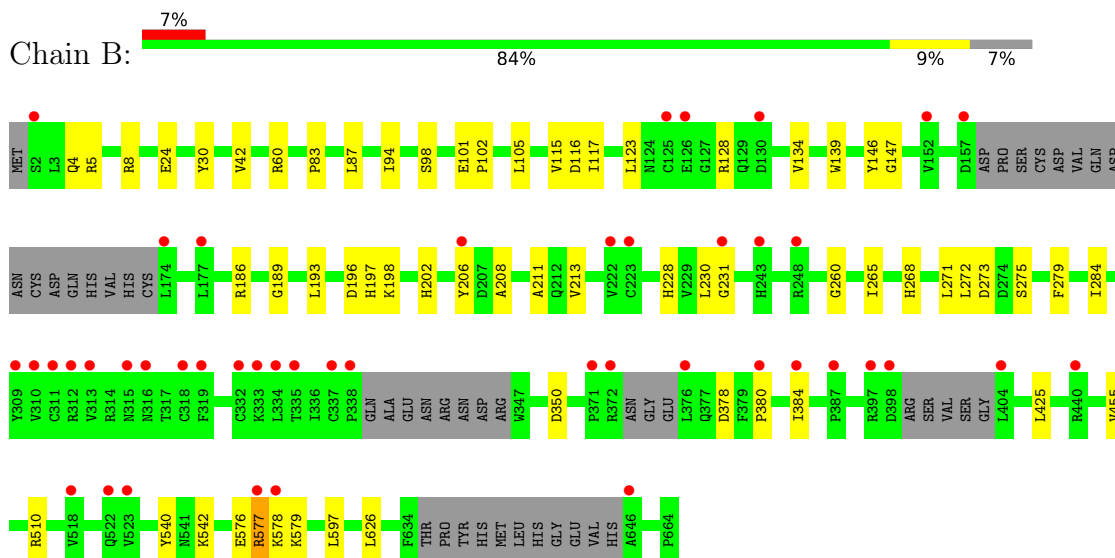 7%
Chain B:
84% 9% 7%
MET S2 L3 Q4 R5 R8 E24 Y30 V42 R60 P83 L87 I94 S98 E101 P102 L105 V115 D116 I117 L123 N124 C125 E126 G127 R128 Q129 D130 V134 W139 Y146 G147 V152 D157 ASP PRO SER CYS ASP VAL GLN ASP
ASN CYS ASP GLN HIS VAL HIS CYS L174 L177 R186 G189 L193 D196 H197 K198 H202 Y206 D207 A208 A211 Q212 V213 V222 C223 H228 V229 L230 G231 H243 R248 G260 I265 H268 L271 L272 D273 D274 S275 F279 I284
Y309 V310 C311 R312 V313 R314 N315 N316 T317 C318 F319 C332 K333 L334 T335 I336 C337 P338 GLN ALA GLU ASN ARG ASN ASP ARG W347 D350 P371 R372 ASN GLY GLU L376 Q377 D378 F379 P380 I384 P387 R397 D398 ARG SER VAL SER GLY L404 L425 R440 V455
R510 V518 Q522 V523 Y540 N541 K542 E576 R577 K578 K579 L597 L626 F634 THR PRO TYR HIS MET LEU HIS GLY GLU VAL HIS A646 P664